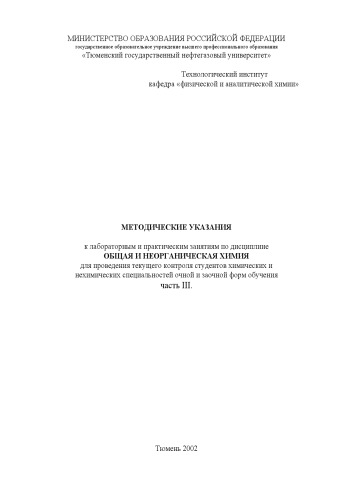 МИНИСТЕРСТВО ОБРАЗОВАНИЯ РОССИЙСКОЙ ФЕДЕРАЦИИ
государственное образовательное учреждение высшего профессионального образования
«Тюменский государственный нефтегазовый университет»
Технологический институт
кафедра «физической и аналитической химии»
МЕТОДИЧЕСКИЕ УКАЗАНИЯ
к лабораторным и практическим занятиям по дисциплине
ОБЩАЯ И НЕОРГАНИЧЕСКАЯ ХИМИЯ
для проведения текущего контроля студентов химических и
нехимических специальностей очной и заочной форм обучения
часть III.
Тюмень 2002